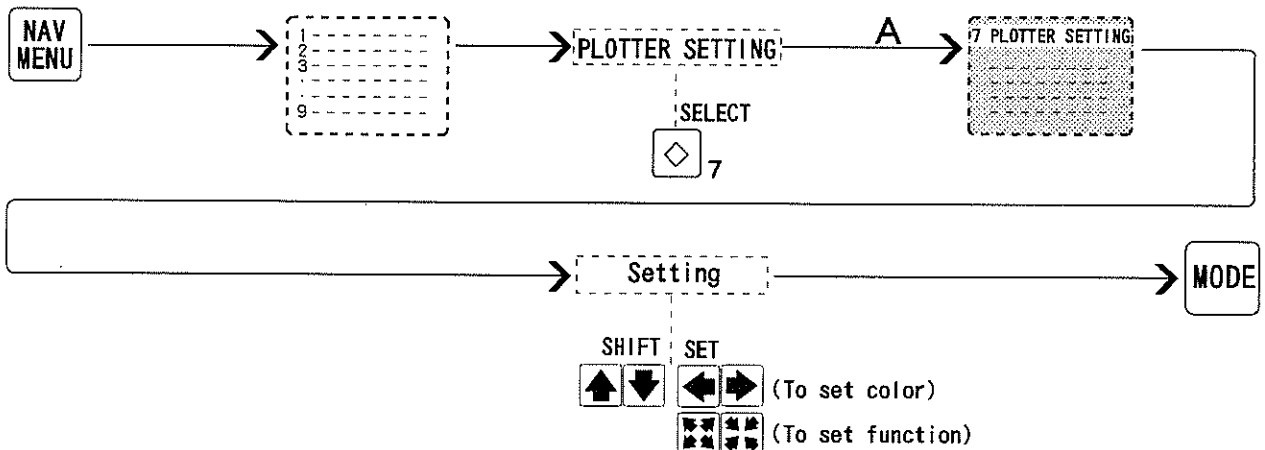 NAV
MENU
1
2
3
9
PLOTTER SETTING
SELECT
7
A
7 PLOTTER SETTING
Setting
SHIFT SET
(To set color)
(To set function)
MODE